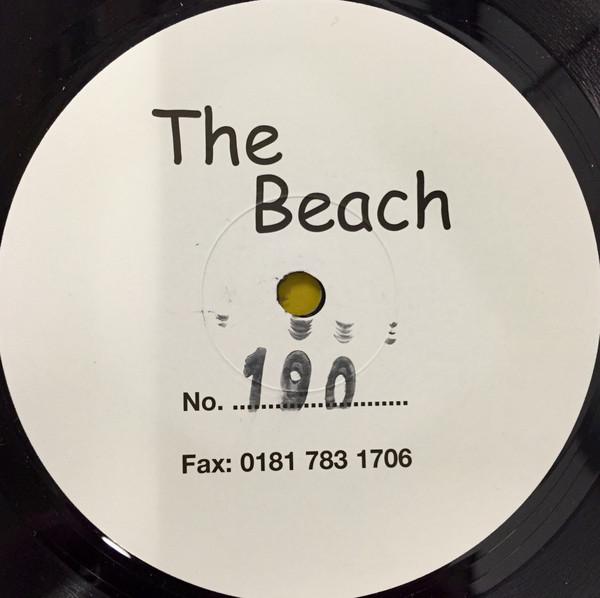 The
Beach
No. ......................... 190
Fax: 0181 783 1706